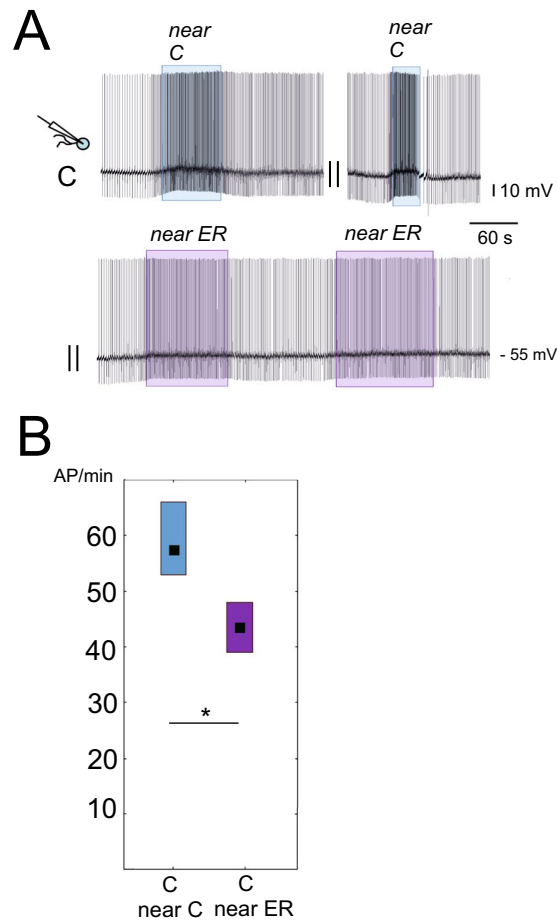 A
near
C
near
C
C
||
I 10 mV
60 s
near ER
near ER
||
- 55 mV
B
AP/min
60
50
40
30
20
10
*
C
near C
C
near ER